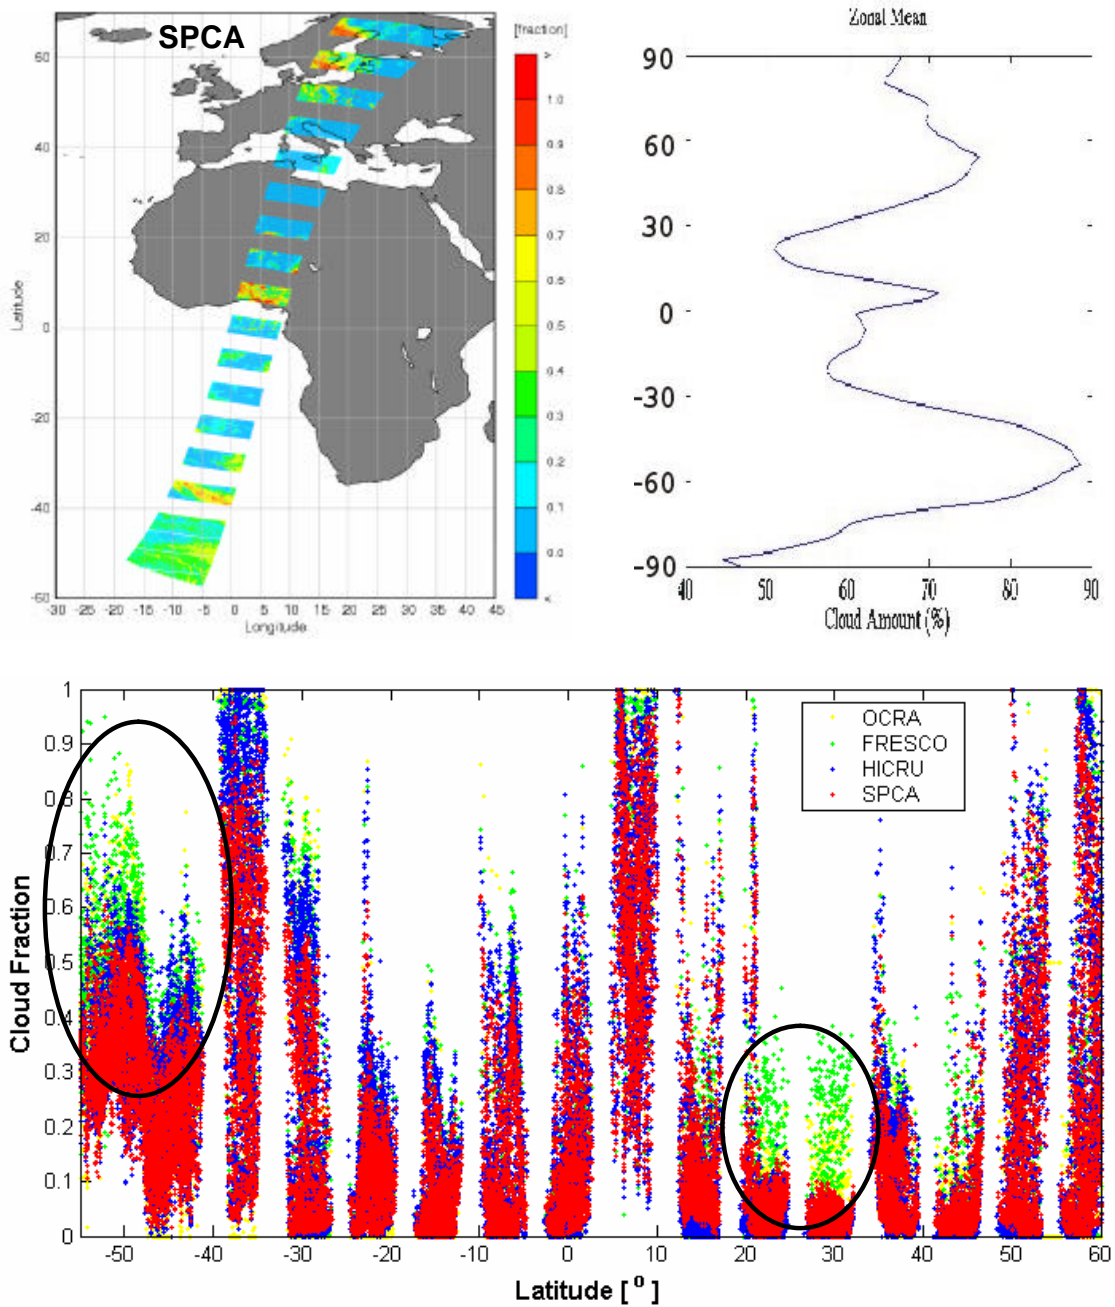 SPCA
[fraction]
60
40
20
0
-20
-40
-60
Latitude
-30 -25 -20 -15 -10 -5 0 5 10 15 20 25 30 35 40 45
Longitude
>
1.0
0.9
0.8
0.7
0.6
0.5
0.4
0.3
0.2
0.1
0.0
<
Zonal Mean
90
60
30
0
-30
-60
-90
40 50 60 70 80 90
Cloud Amount (%)
1
0.9
0.8
0.7
0.6
0.5
0.4
0.3
0.2
0.1
0
Cloud Fraction
OCRA
FRESCO
HICRU
SPCA
-50 -40 -30 -20 -10 0 10 20 30 40 50 60
Latitude [ o ]